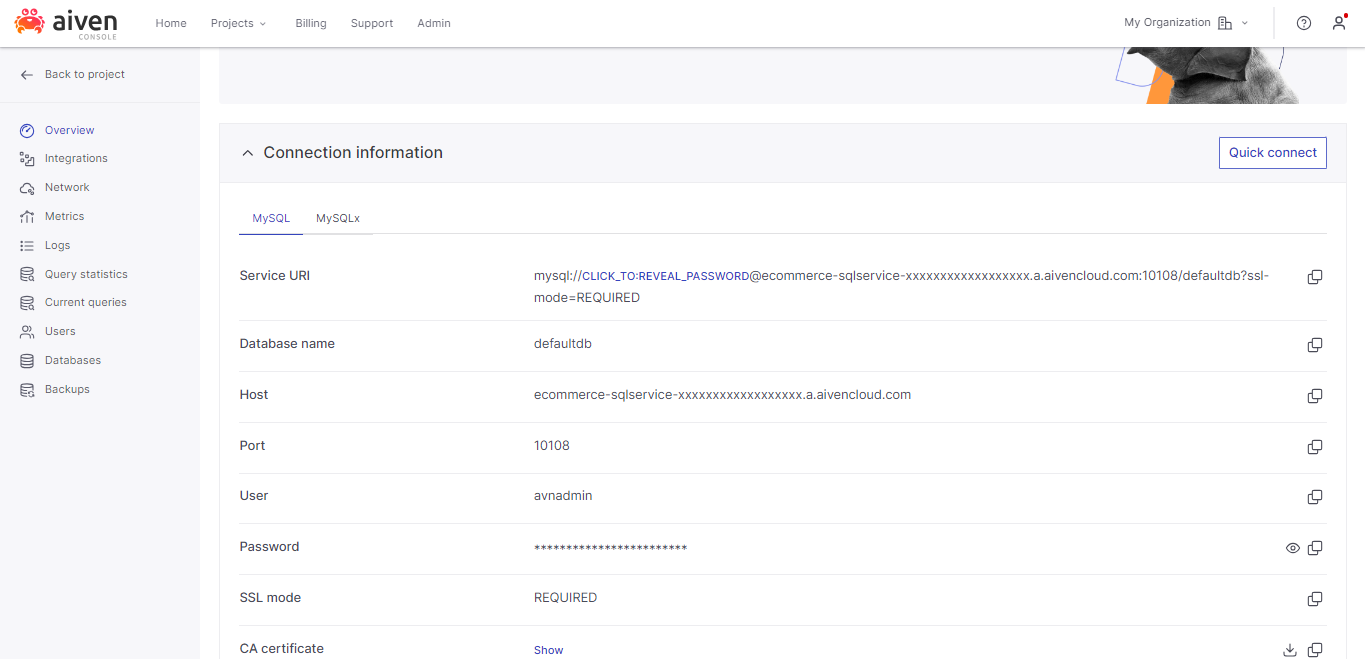 aiven
CONSOLE
Home
Projects
Billing
Support
Admin
My Organization
Back to project
Overview
Integrations
Network
Metrics
Logs
Query statistics
Current queries
Users
Databases
Backups
Connection information
Quick connect
MySQL
MySQLx
Service URI
mysql://CLICK_TO:REVEAL_PASSWORD@ecommerce-sqlservice-xxxxxxxxxxxxxxxxxx.a.aivencloud.com:10108/defaultdb?ssl-
mode=REQUIRED
Database name
defaultdb
Host
ecommerce-sqlservice-xxxxxxxxxxxxxxxxxx.a.aivencloud.com
Port
10108
User
avnadmin
Password
************************
SSL mode
REQUIRED
CA certificate
Show